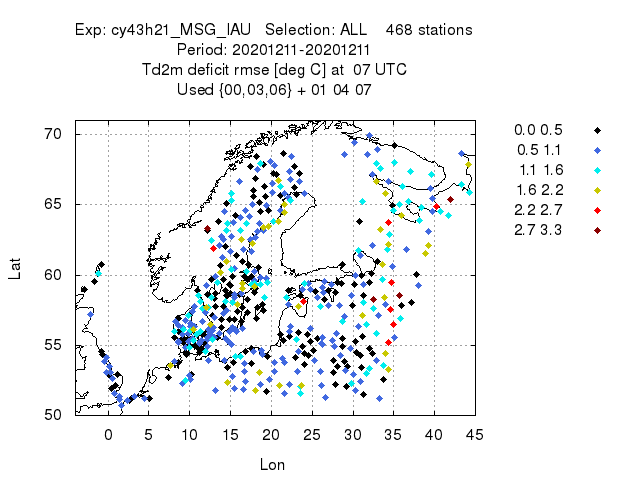 Exp: cy43h21_MSG_IAU   Selection: ALL    468 stations
Period: 20201211-20201211
Td2m deficit rmse [deg C] at  07 UTC
Used {00,03,06} + 01 04 07
0.0 0.5
0.5 1.1
1.1 1.6
1.6 2.2
2.2 2.7
2.7 3.3
70
65
60
55
50
Lat
0 5 10 15 20 25 30 35 40 45
Lon